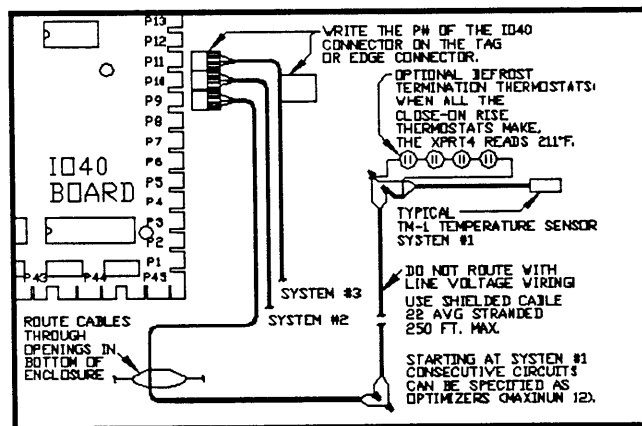 P13
P12
P11
P10
P9
P8
P7
P6
P5
P4
P3
P2
P1
IO40
BOARD
P43
P44
P45
WRITE THE P# OF THE IO40
CONNECTOR ON THE TAG
OR EDGE CONNECTOR.
OPTIONAL DEFROST
TERMINATION THERMOSTATS:
WHEN ALL THE
CLOSE-ON RISE
THERMOSTATS MAKE,
THE XPRT4 READS 211°F.
TYPICAL
TM-1 TEMPERATURE SENSOR
SYSTEM #1
SYSTEM #3
SYSTEM #2
DO NOT ROUTE WITH
LINE VOLTAGE WIRING!
USE SHIELDED CABLE
22 AVG STRANDED
250 FT. MAX.
ROUTE CABLES
THROUGH
OPENINGS IN
BOTTOM OF
ENCLOSURE
STARTING AT SYSTEM #1
CONSECUTIVE CIRCUITS
CAN BE SPECIFIED AS
OPTIMIZERS (MAXINUN 12).